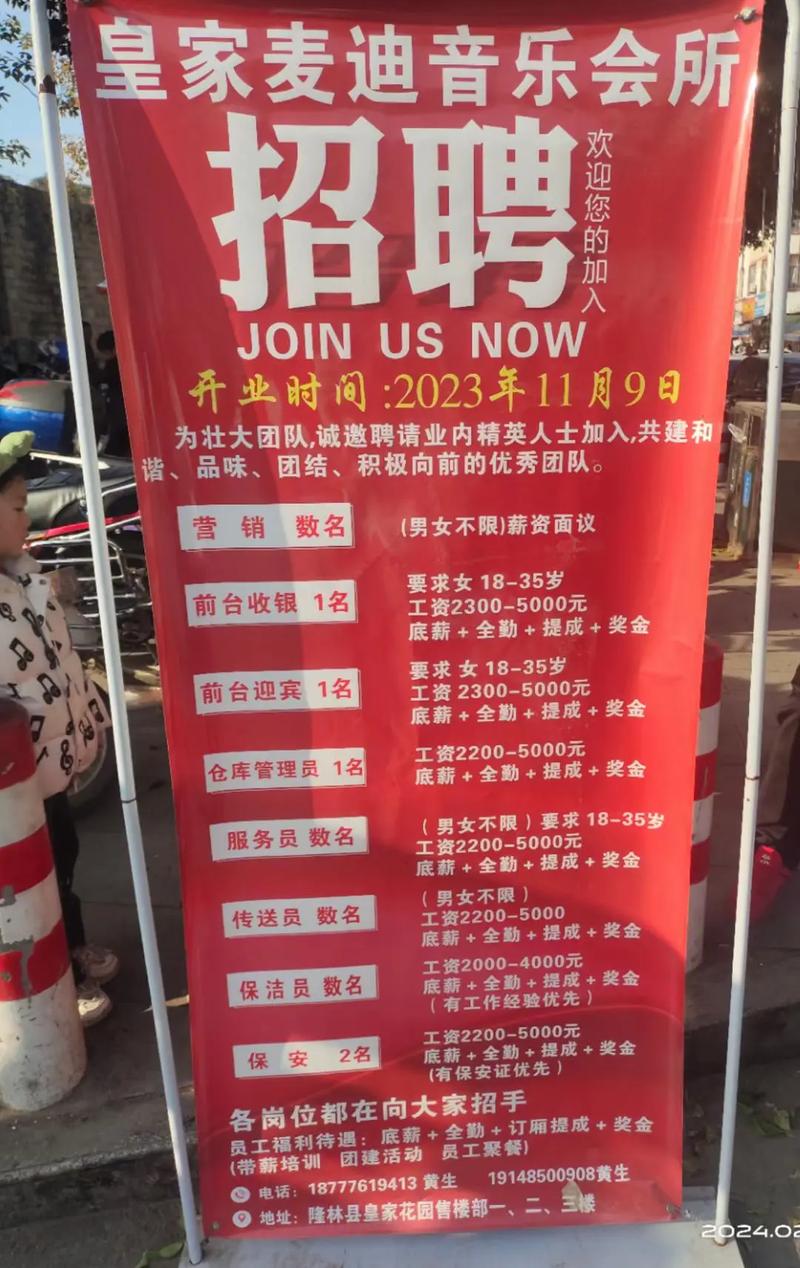 皇家麦迪音乐会所
招聘
欢迎您的加入
JOIN US NOW
开业时间:2023年11月9日
为壮大团队,诚邀聘请业内精英人士加入,共建和
谐、品味、团结、积极向前的优秀团队。
营销 数名
(男女不限)薪资面议
前台收银 1名
要求女 18-35岁
工资2300-5000元
底薪+全勤+提成+奖金
前台迎宾 1名
要求 女 18-35岁
工资 2300-5000元
底薪+全勤+提成+奖金
仓库管理员 1名
工资2200-5000元
底薪+全勤+提成+奖金
服务员 数名
(男女不限)要求 18-35岁
工资2200-5000元
底薪+全勤+提成+奖金
传送员 数名
(男女不限)
工资2200-5000
底薪+全勤+提成+奖金
保洁员 数名
工资2000-4000元
底薪+全勤+提成+奖金
(有工作经验优先)
保安 2名
工资2200-5000元
底薪+全勤+提成+奖金
(有保安证优先)
各岗位都在向大家招手
员工福利待遇:底薪+全勤+订厢提成+奖金
(带薪培训 团建活动 员工聚餐)
电话:18777619413 黄生 19148500908黄生
地址:隆林县皇家花园售楼部一、二、三楼
2024.02